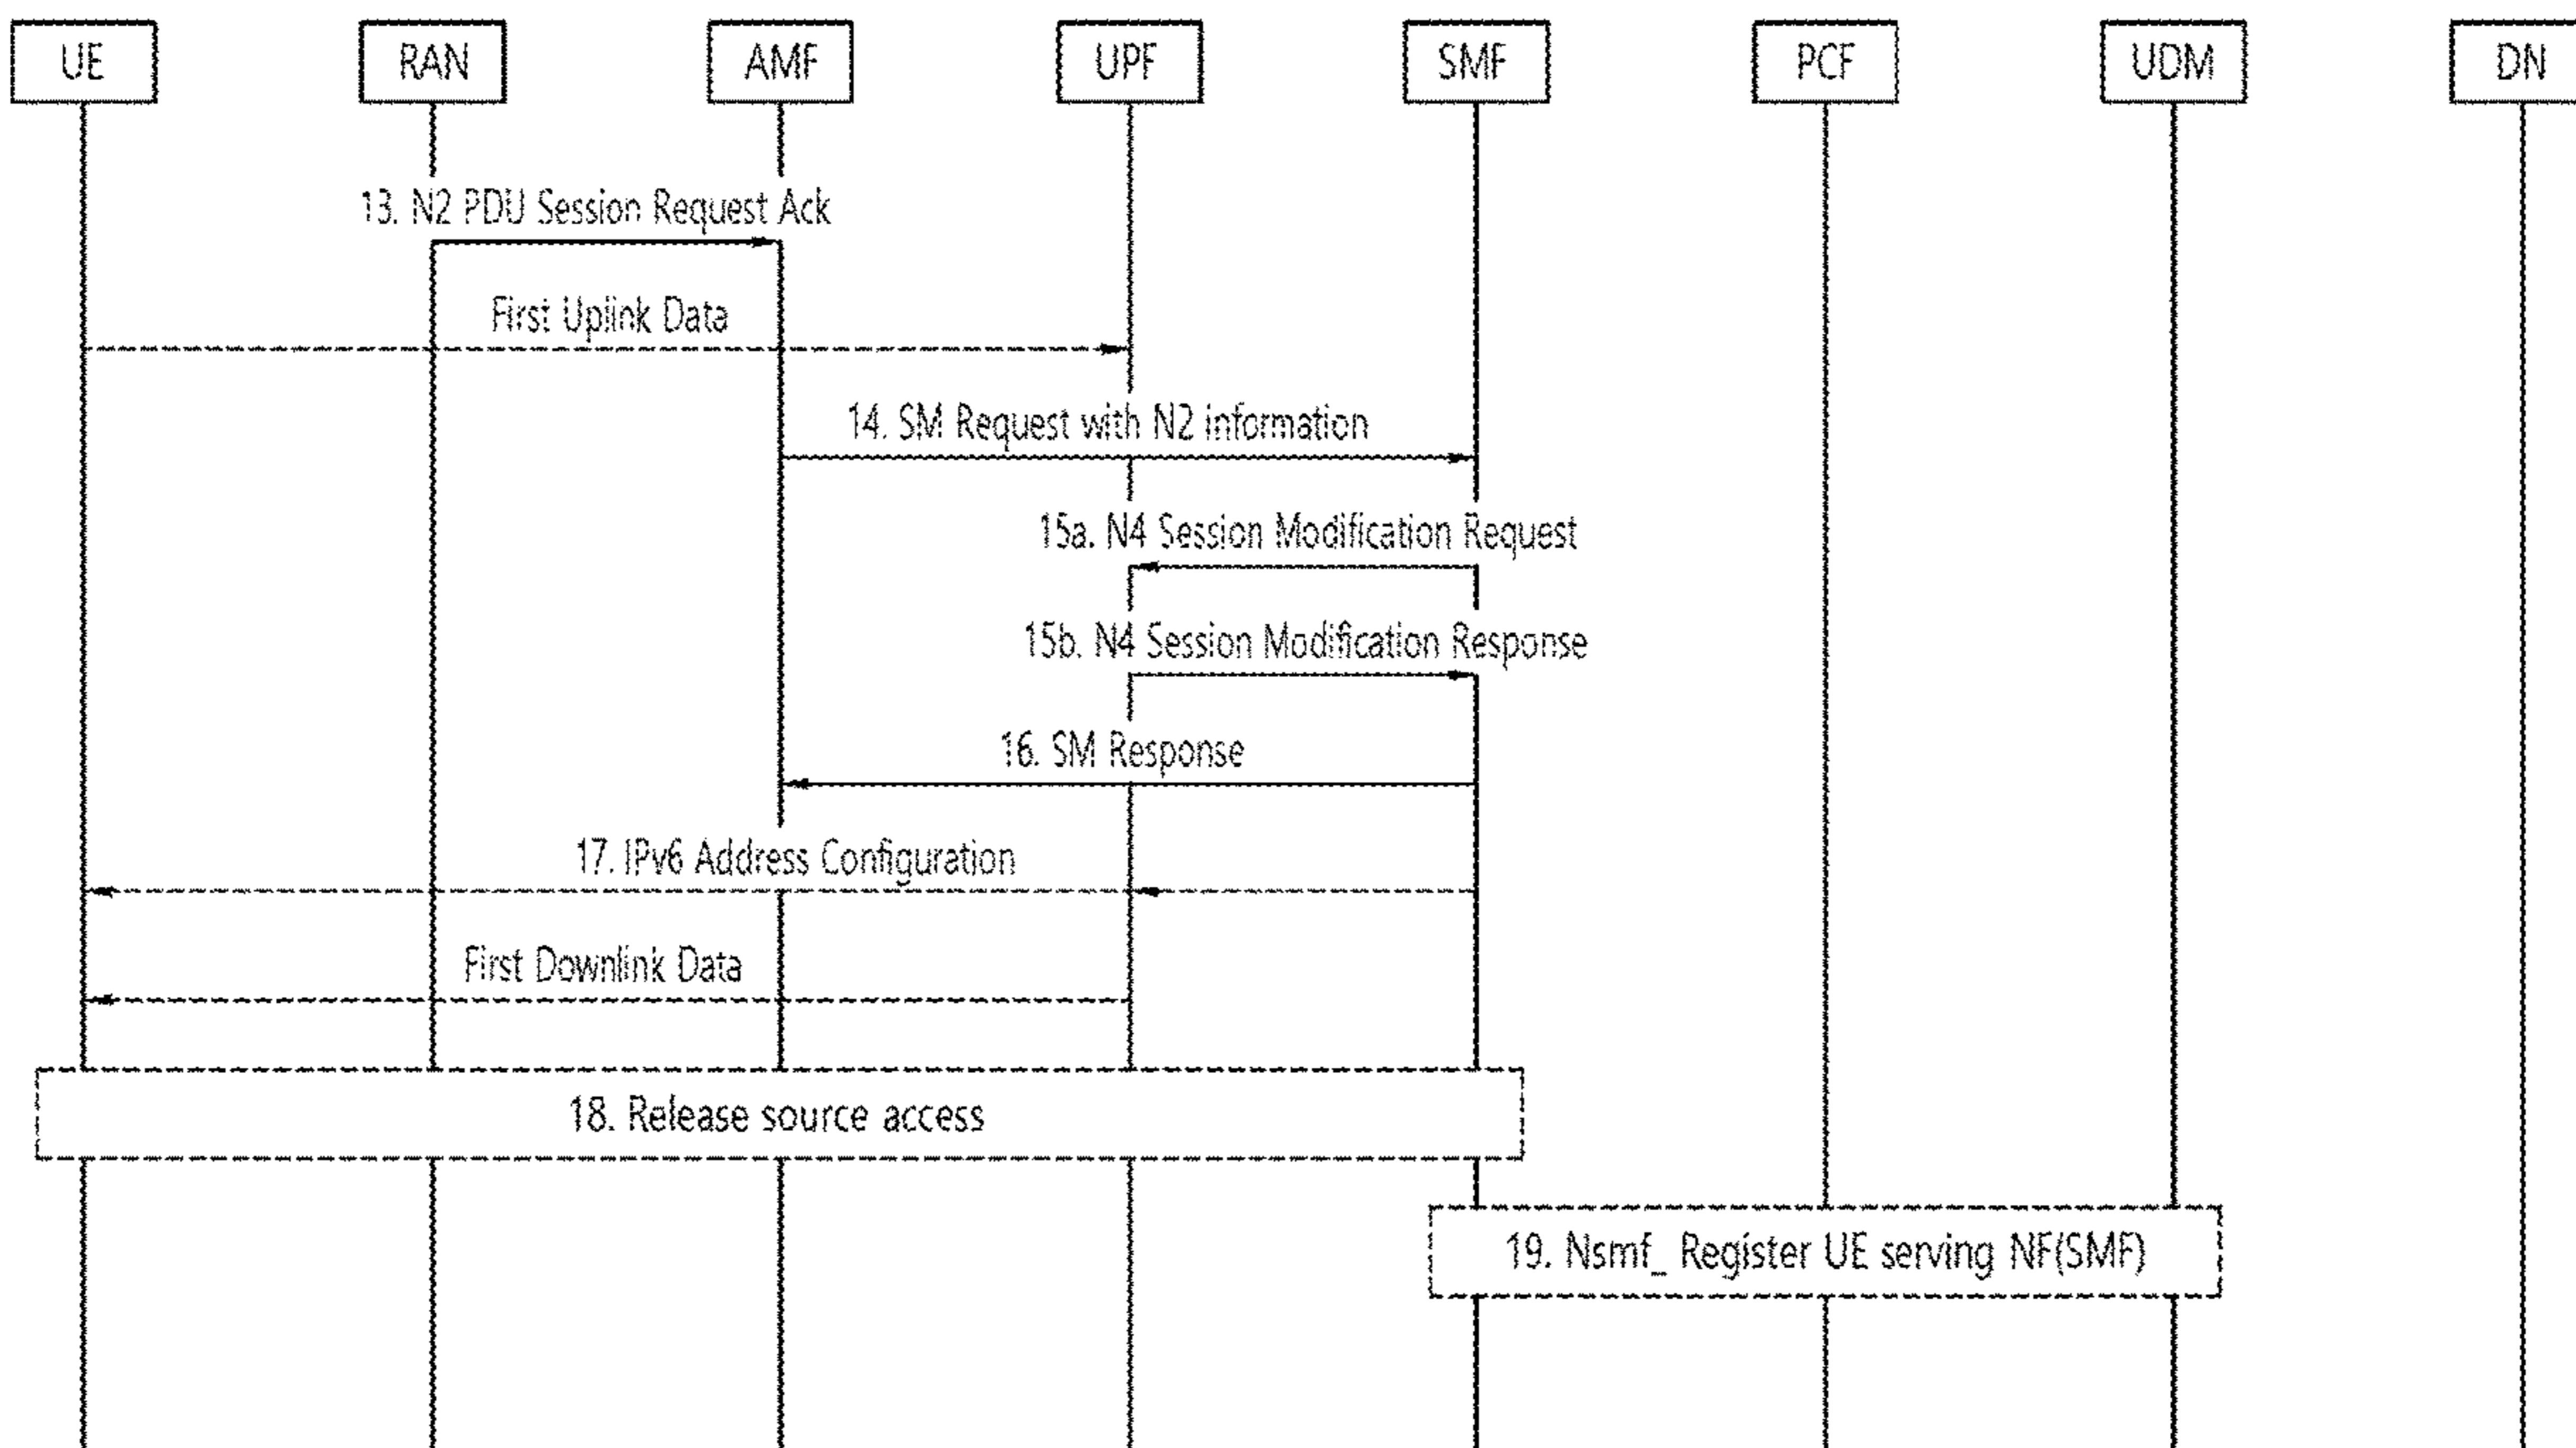 UE RAN AMF UPF SMF PCF UDM DN
13. N2 PDU Session Request Ack
First Uplink Data
14. SM Request with N2 information
15a. N4 Session Modification Request
15b. N4 Session Modification Response
16. SM Response
17. IPv6 Address Configuration
First Downlink Data
18. Release source access
19. Nsmf_ Register UE serving NF(SMF)